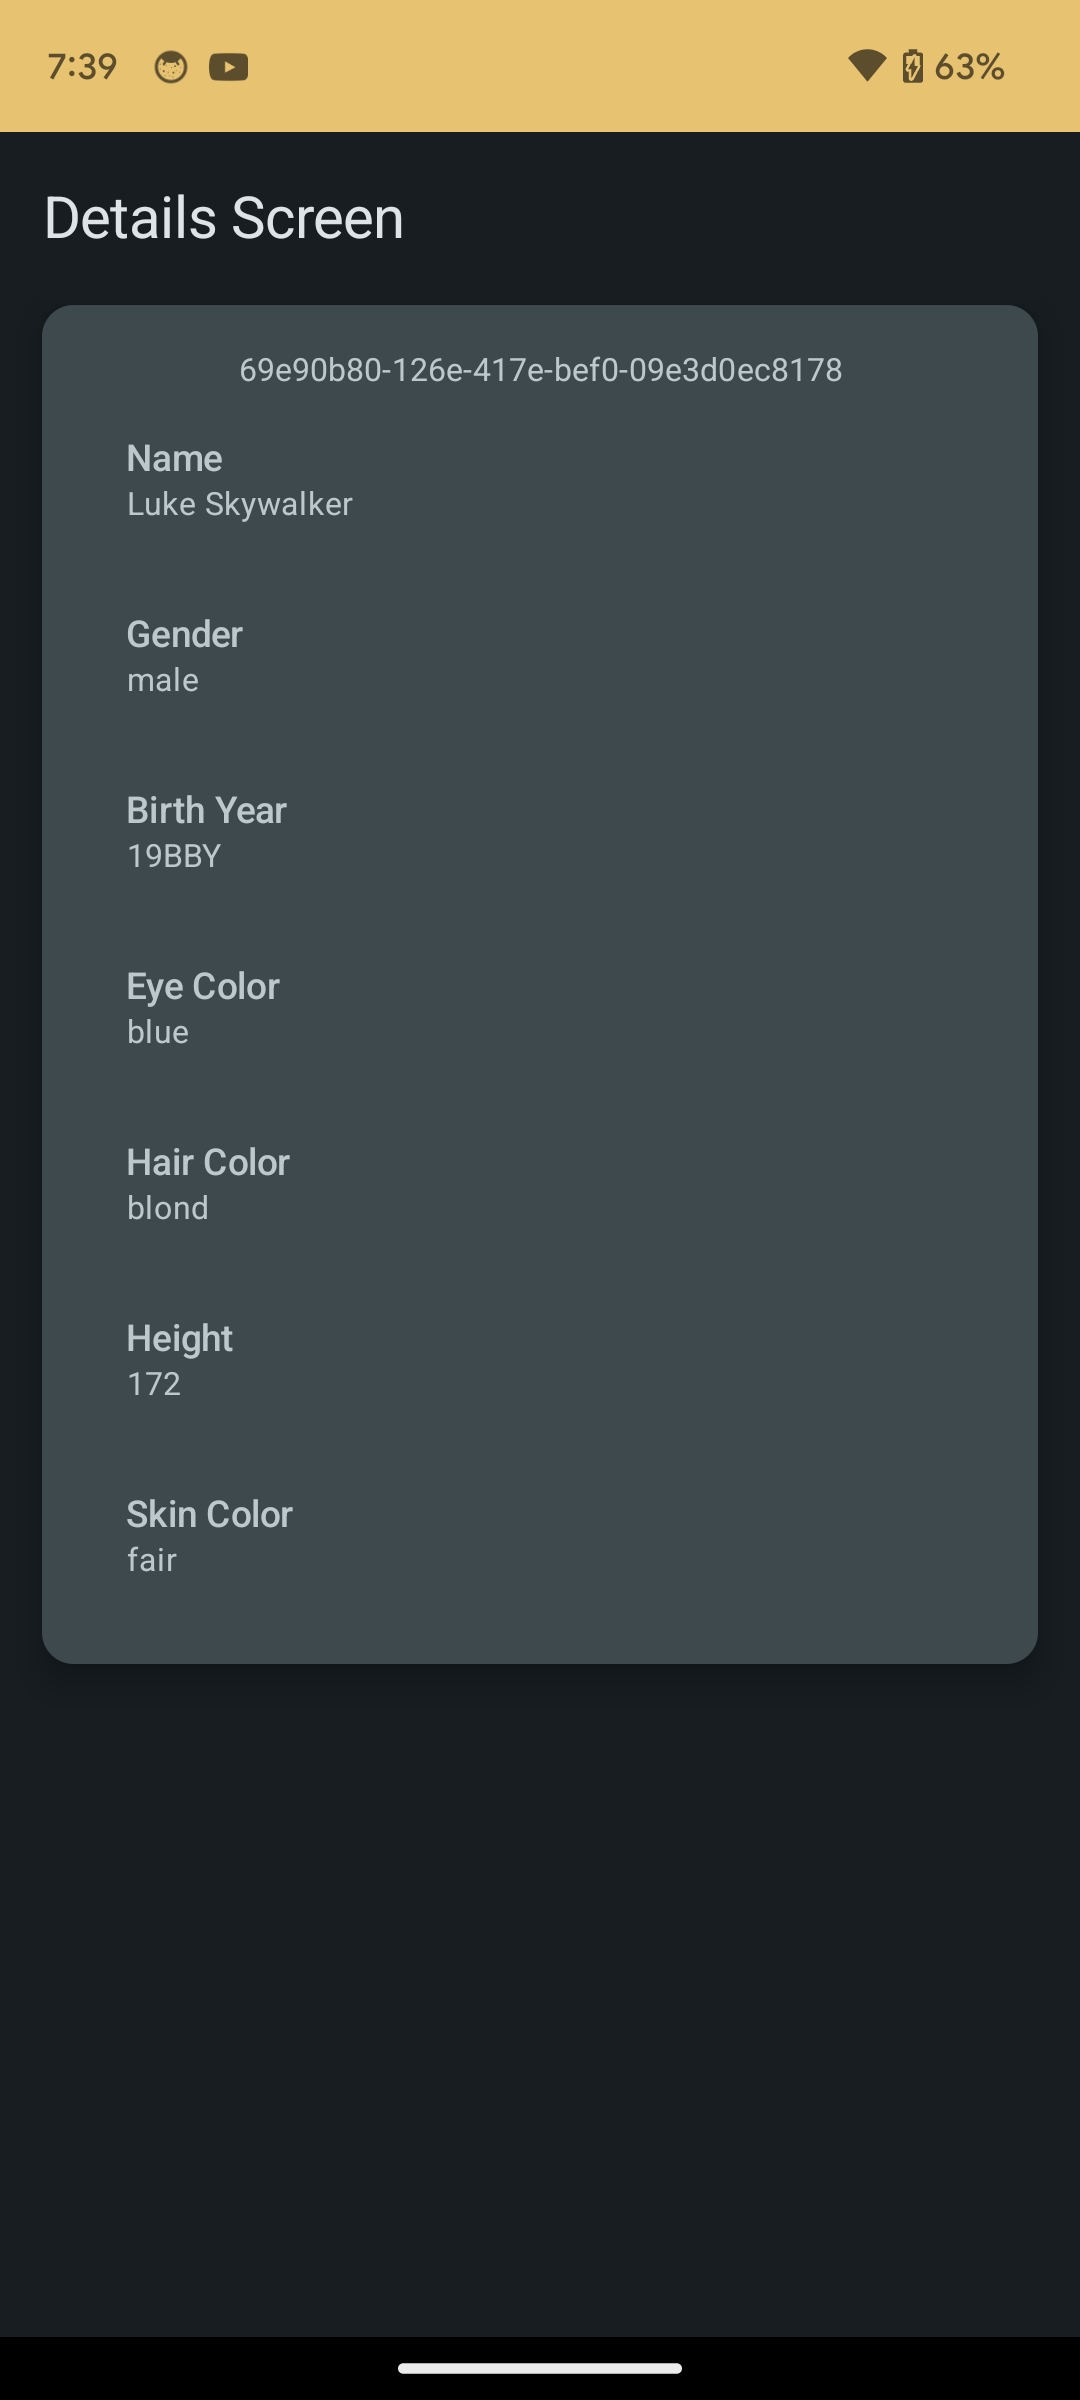 7:39 63%
Details Screen
69e90b80-126e-417e-bef0-09e3d0ec8178
Name
Luke Skywalker
Gender
male
Birth Year
19BBY
Eye Color
blue
Hair Color
blond
Height
172
Skin Color
fair